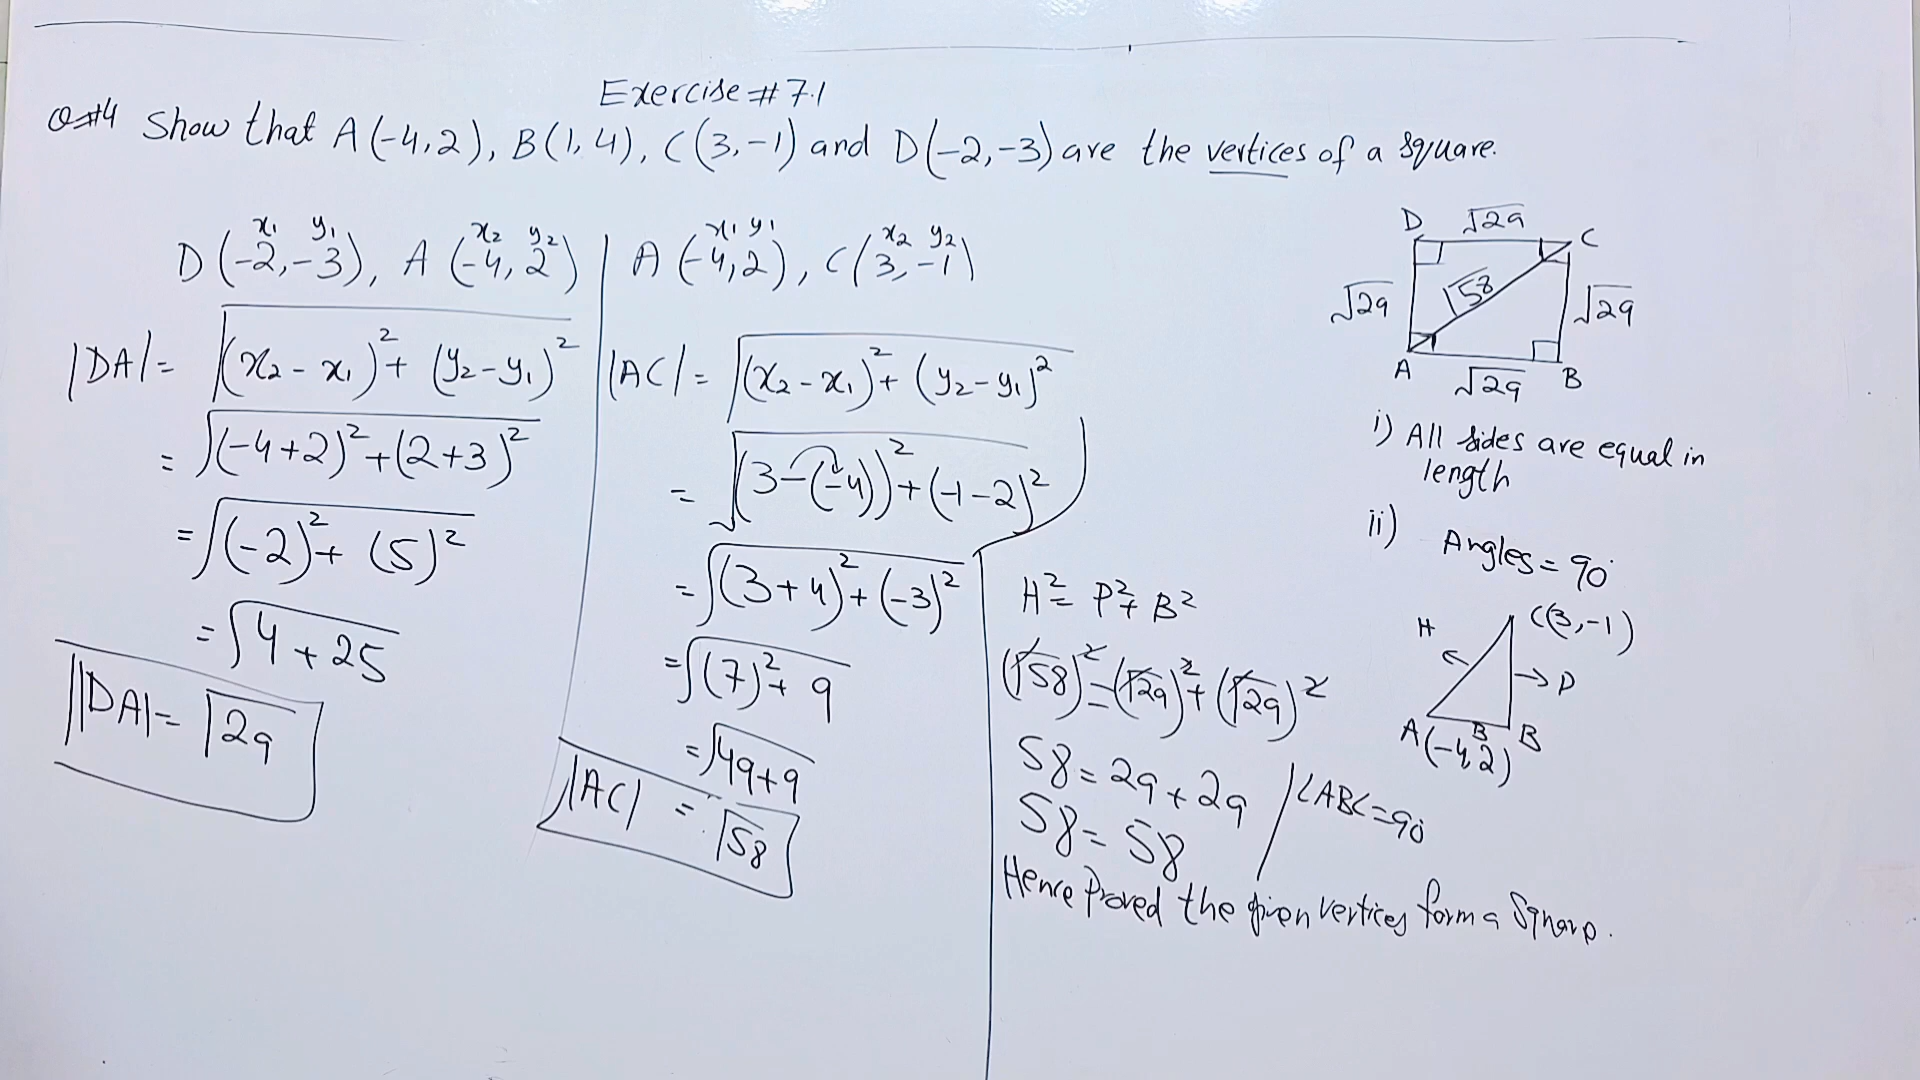 Exercise # 7.1
Q#4 Show that A(-4,2), B(1,4), C(3,-1) and D(-2,-3) are the vertices of a square.
x₁ y₁ x₂ y₂
D(-2,-3), A(-4,2)
|DA| = √(x₂ - x₁)² + (y₂ - y₁)²
= √(-4+2)² + (2+3)²
= √(-2)² + (5)²
= √4 + 25
|DA| = √29
x₁ y₁ x₂ y₂
A(-4,2), C(3,-1)
|AC| = √(x₂ - x₁)² + (y₂ - y₁)²
= √(3-(-4))² + (-1-2)²
= √(3+4)² + (-3)²
= √(7)² + 9
= √49+9
|AC| = √58
D √29 C
√29 √58 √29
A √29 B
i) All sides are equal in
length
ii) Angles = 90°
H² = P² + B²
(√58)² = (√29)² + (√29)²
58 = 29 + 29
58 = 58
∠ABC = 90°
H C(3,-1)
P
A(-4,2) B B
Hence Proved the given vertices form a Square.